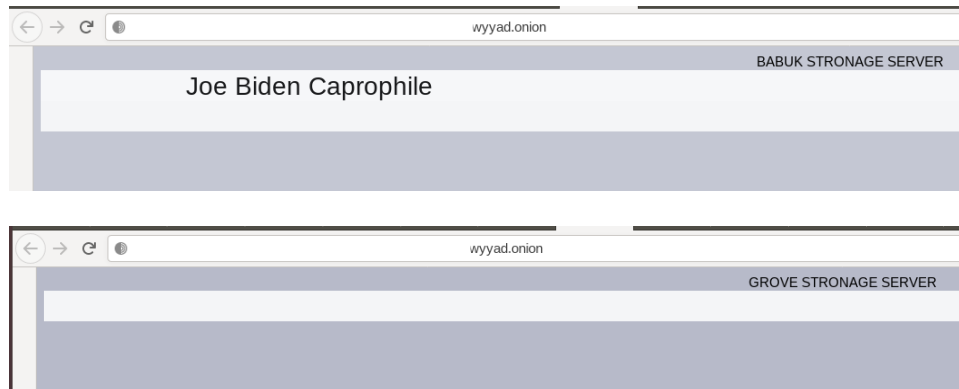 wyyad.onion
BABUK STRONAGE SERVER
Joe Biden Caprophile
wyyad.onion
GROVE STRONAGE SERVER